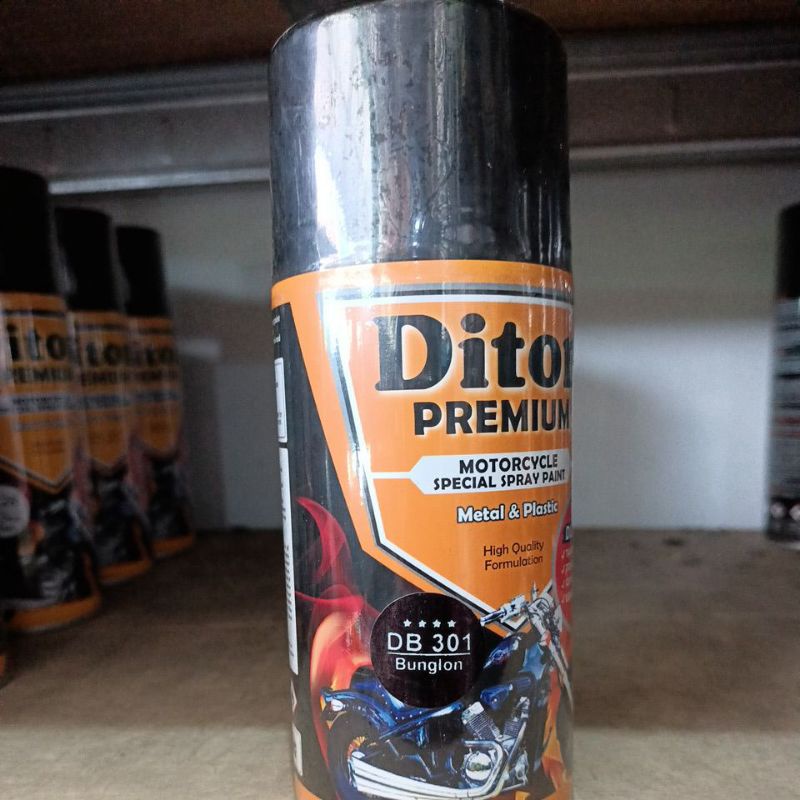 Diton
PREMIUM
MOTORCYCLE
SPECIAL SPRAY PAINT
Metal & Plastic
High Quality
Formulation
DB 301
Bunglon